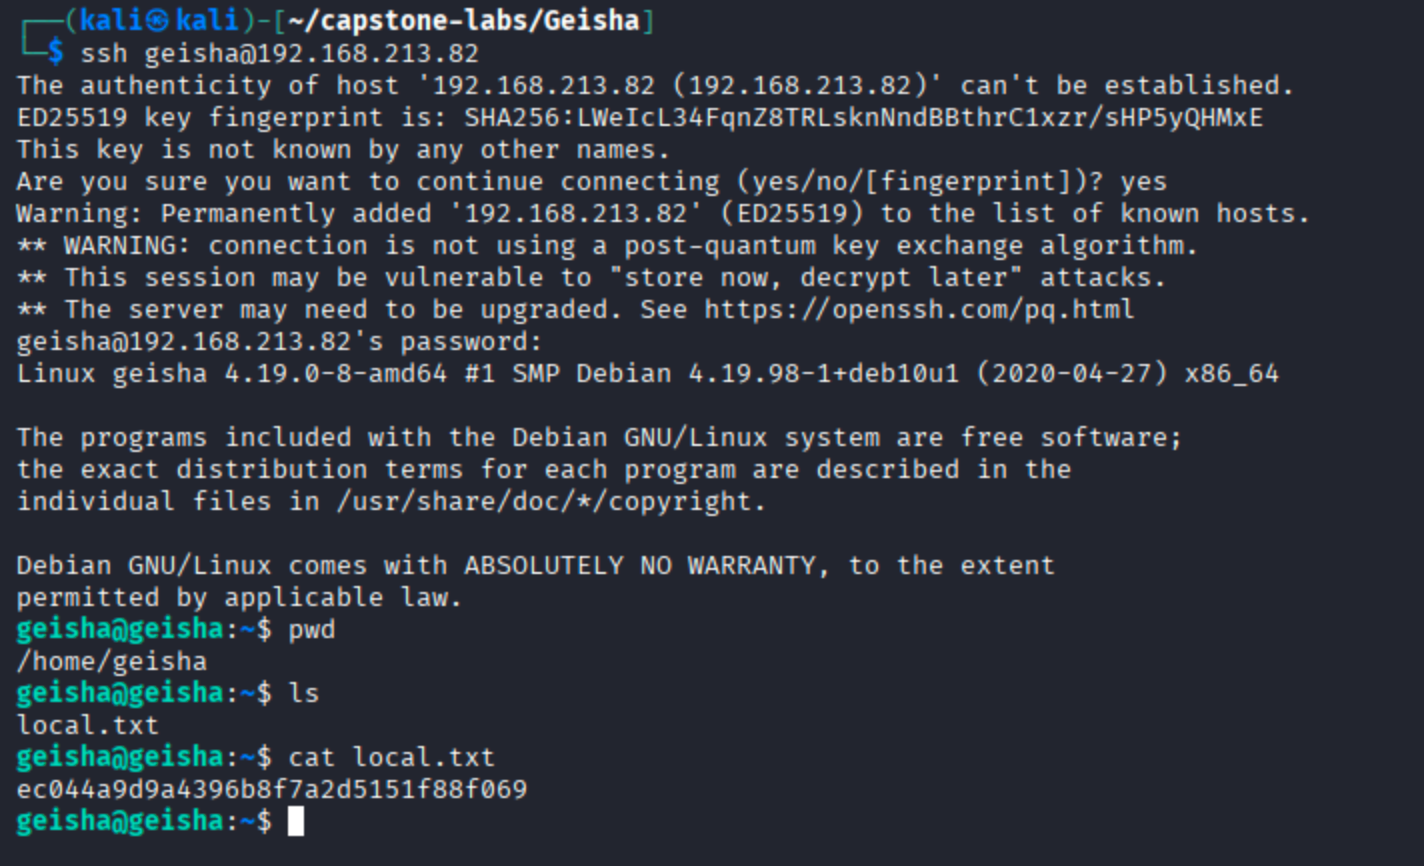 ┌──(kali㉿kali)-[~/capstone-labs/Geisha]
└─$ ssh geisha@192.168.213.82
The authenticity of host '192.168.213.82 (192.168.213.82)' can't be established.
ED25519 key fingerprint is: SHA256:LWeIcL34FqnZ8TRLsknNndBBthrC1xzr/sHP5yQHMxE
This key is not known by any other names.
Are you sure you want to continue connecting (yes/no/[fingerprint])? yes
Warning: Permanently added '192.168.213.82' (ED25519) to the list of known hosts.
** WARNING: connection is not using a post-quantum key exchange algorithm.
** This session may be vulnerable to "store now, decrypt later" attacks.
** The server may need to be upgraded. See https://openssh.com/pq.html
geisha@192.168.213.82's password:
Linux geisha 4.19.0-8-amd64 #1 SMP Debian 4.19.98-1+deb10u1 (2020-04-27) x86_64

The programs included with the Debian GNU/Linux system are free software;
the exact distribution terms for each program are described in the
individual files in /usr/share/doc/*/copyright.

Debian GNU/Linux comes with ABSOLUTELY NO WARRANTY, to the extent
permitted by applicable law.
geisha@geisha:~$ pwd
/home/geisha
geisha@geisha:~$ ls
local.txt
geisha@geisha:~$ cat local.txt
ec044a9d9a4396b8f7a2d5151f88f069
geisha@geisha:~$